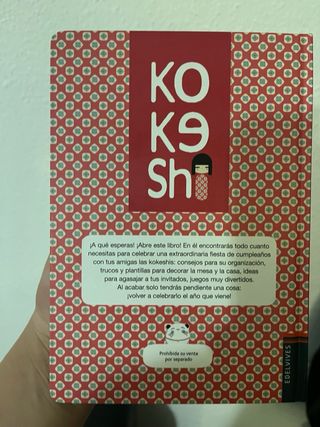 KO
Ke
Shi
¡A qué esperas! ¡Abre este libro! En él encontrarás todo cuanto
necesitas para celebrar una extraordinaria fiesta de cumpleaños
con tus amigas las kokeshis: consejos para su organización,
trucos y plantillas para decorar la mesa y la casa, ideas
para agasajar a tus invitados, juegos muy divertidos.
Al acabar solo tendrás pendiente una cosa:
¡volver a celebrarlo el año que viene!
Prohibida su venta
por separado
EDELVIVES